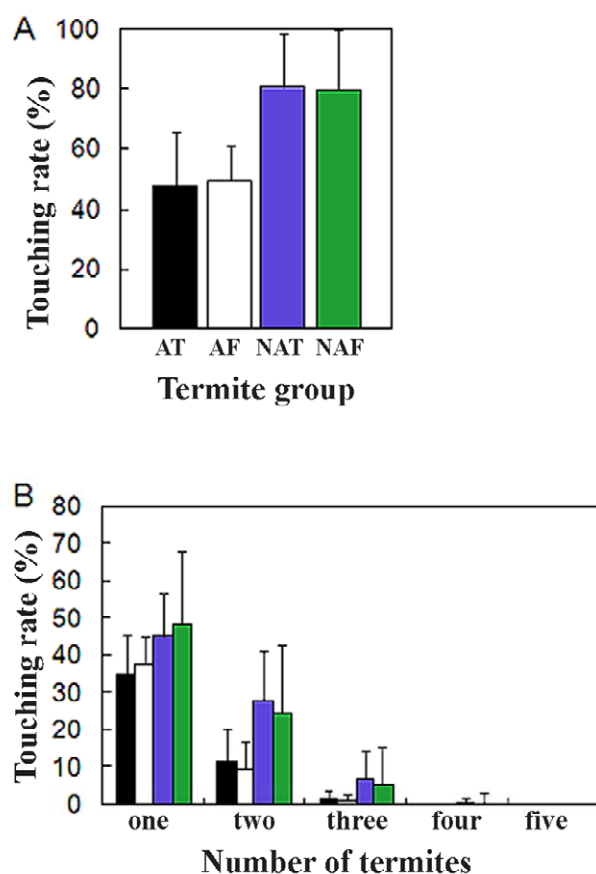 A
Touching rate (%)
100
80
60
40
20
0
AT AF NAT NAF
Termite group
B
Touching rate (%)
80
70
60
50
40
30
20
10
0
one two three four five
Number of termites